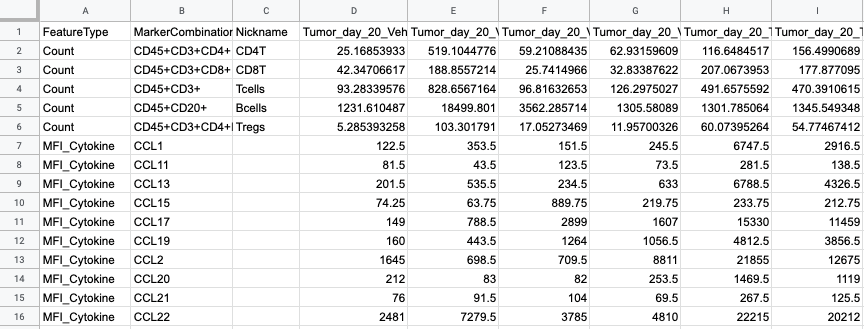 A B C D E F G H I
1 FeatureType MarkerCombination Nickname Tumor_day_20_Veh Tumor_day_20_V Tumor_day_20_V Tumor_day_20_V Tumor_day_20_T Tumor_day_20_T
2 Count CD45+CD3+CD4+ CD4T 25.16853933 519.1044776 59.21088435 62.93159609 116.6484517 156.4990689
3 Count CD45+CD3+CD8+ CD8T 42.34706617 188.8557214 25.7414966 32.83387622 207.0673953 177.877095
4 Count CD45+CD3+ Tcells 93.28339576 828.6567164 96.81632653 126.2975027 491.6575592 470.3910615
5 Count CD45+CD20+ Bcells 1231.610487 18499.801 3562.285714 1305.58089 1301.785064 1345.549348
6 Count CD45+CD3+CD4+ Tregs 5.285393258 103.301791 17.05273469 11.95700326 60.07395264 54.77467412
7 MFI_Cytokine CCL1 122.5 353.5 151.5 245.5 6747.5 2916.5
8 MFI_Cytokine CCL11 81.5 43.5 123.5 73.5 281.5 138.5
9 MFI_Cytokine CCL13 201.5 535.5 234.5 633 6788.5 4326.5
10 MFI_Cytokine CCL15 74.25 63.75 889.75 219.75 233.75 212.75
11 MFI_Cytokine CCL17 149 788.5 2899 1607 15330 11459
12 MFI_Cytokine CCL19 160 443.5 1264 1056.5 4812.5 3856.5
13 MFI_Cytokine CCL2 1645 698.5 709.5 8811 21855 12675
14 MFI_Cytokine CCL20 212 83 82 253.5 1469.5 1119
15 MFI_Cytokine CCL21 76 91.5 104 69.5 267.5 125.5
16 MFI_Cytokine CCL22 2481 7279.5 3785 4810 22215 20212